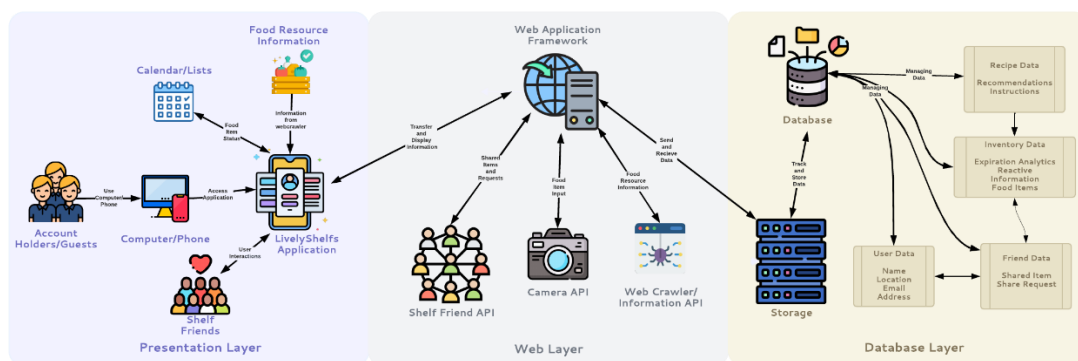 Food Resource
Information
Calendar/Lists
Food
Item
Status
Information
from
webcrawler
Use
Computer/
Phone
Access
Application
Account
Holders/Guests
Computer/Phone
LivelyShelfs
Application
User
Interactions
Shelf
Friends
Presentation Layer
Web Application
Framework
Transfer
and
Display
Information
Shared
Items
and
Requests
Food
Item
Input
Food
Resource
Information
Send
and
Recieve
Data
Shelf Friend API
Camera API
Web Crawler/
Information API
Web Layer
Database
Managing
Data
Managing
Data
Track
and
Store
Data
Storage
Recipe Data
Recommendations
Instructions
Inventory Data
Expiration Analytics
Reactive
Information
Food Items
User Data
Name
Location
Email
Address
Friend Data
Shared Item
Share Request
Database Layer